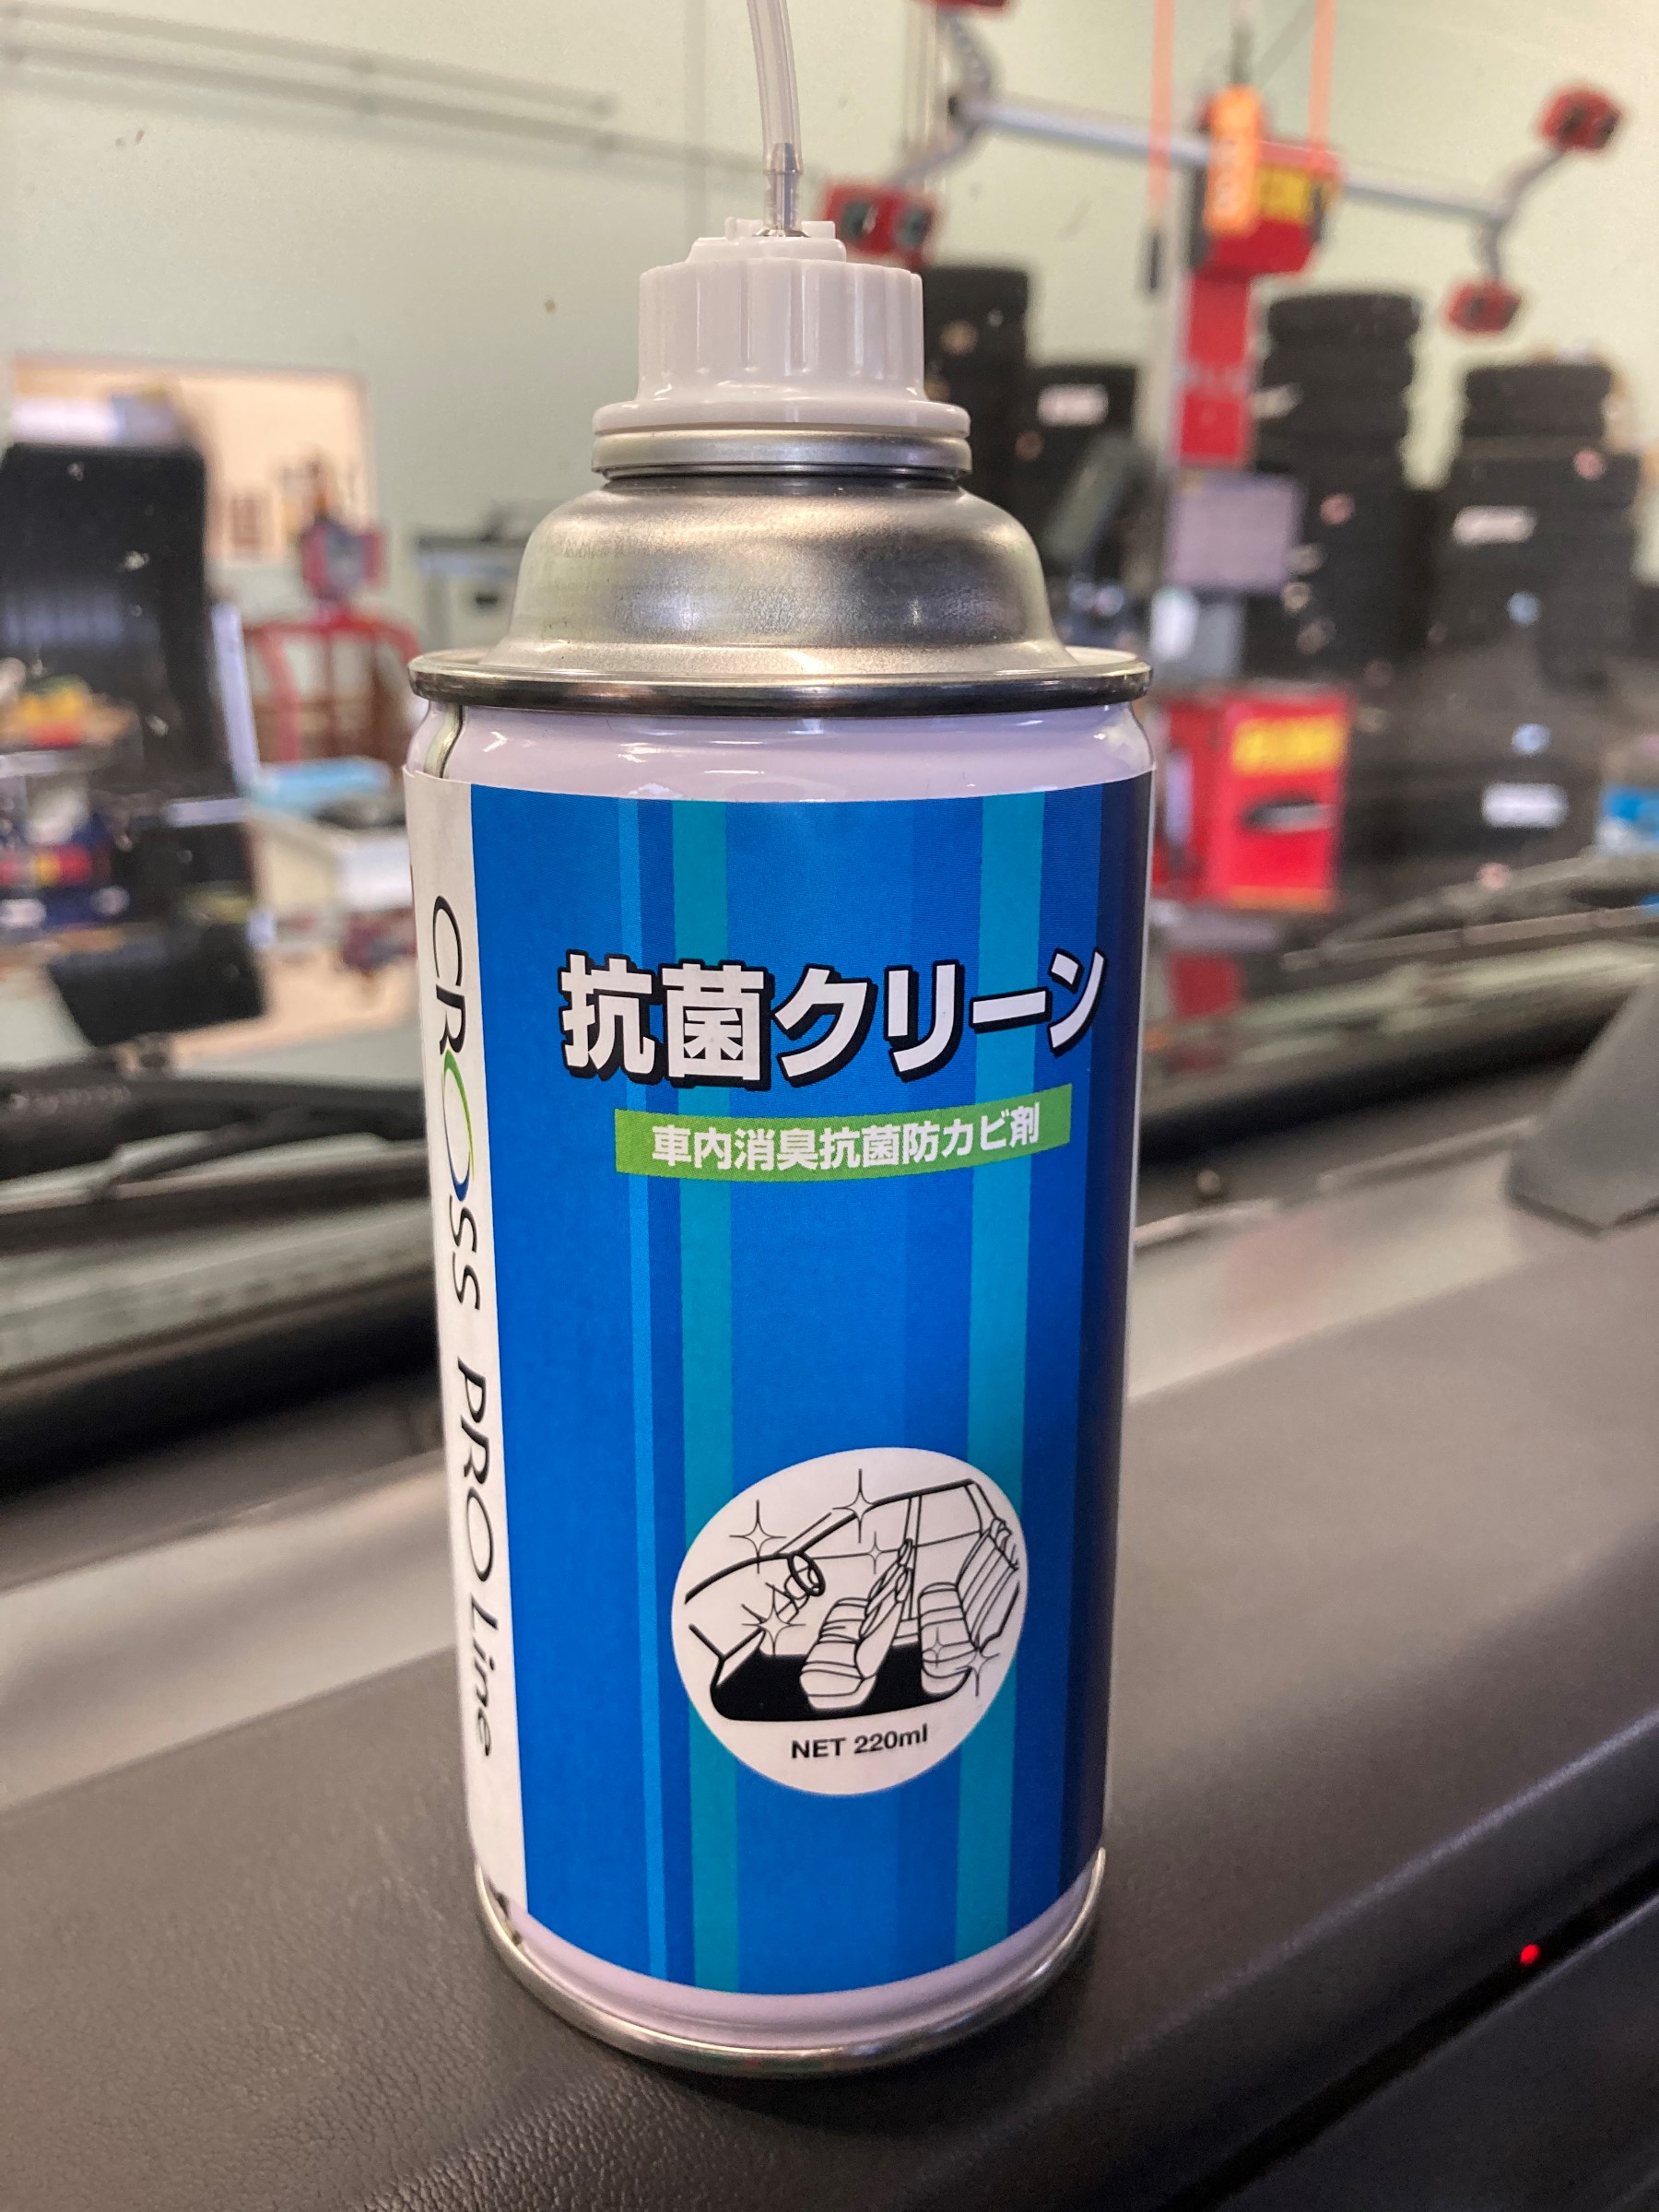 抗菌クリーン
車内消臭抗菌防カビ剤
CROSS PRO Line
NET 220ml